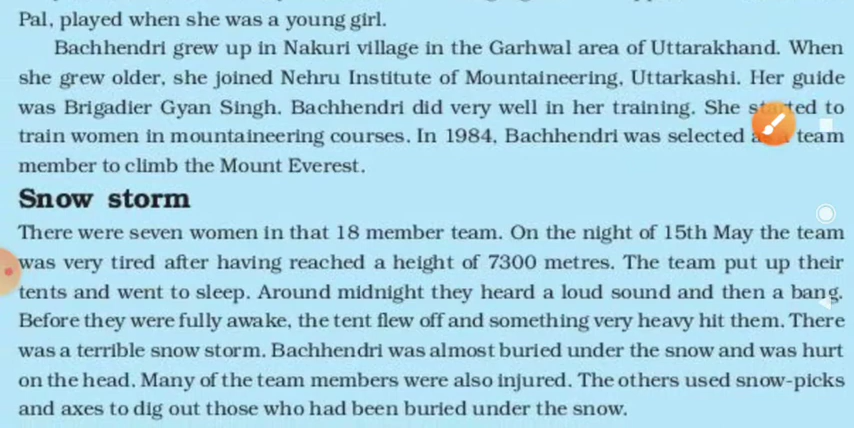 Pal, played when she was a young girl.
Bachhendri grew up in Nakuri village in the Garhwal area of Uttarakhand. When
she grew older, she joined Nehru Institute of Mountaineering, Uttarkashi. Her guide
was Brigadier Gyan Singh. Bachhendri did very well in her training. She started to
train women in mountaineering courses. In 1984, Bachhendri was selected a team
member to climb the Mount Everest.
Snow storm
There were seven women in that 18 member team. On the night of 15th May the team
was very tired after having reached a height of 7300 metres. The team put up their
tents and went to sleep. Around midnight they heard a loud sound and then a bang.
Before they were fully awake, the tent flew off and something very heavy hit them. There
was a terrible snow storm. Bachhendri was almost buried under the snow and was hurt
on the head. Many of the team members were also injured. The others used snow-picks
and axes to dig out those who had been buried under the snow.